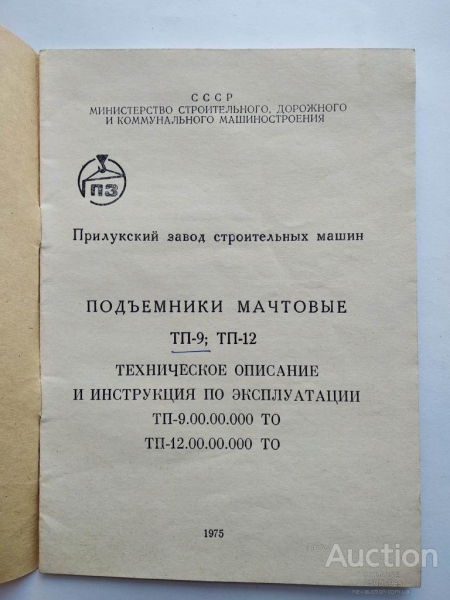 СССР
МИНИСТЕРСТВО СТРОИТЕЛЬНОГО, ДОРОЖНОГО
И КОММУНАЛЬНОГО МАШИНОСТРОЕНИЯ
ПЗ
Прилукский завод строительных машин
ПОДЪЕМНИКИ МАЧТОВЫЕ
ТП-9; ТП-12
ТЕХНИЧЕСКОЕ ОПИСАНИЕ
И ИНСТРУКЦИЯ ПО ЭКСПЛУАТАЦИИ
ТП-9.00.00.000 ТО
ТП-12.00.00.000 ТО
1975
Auction